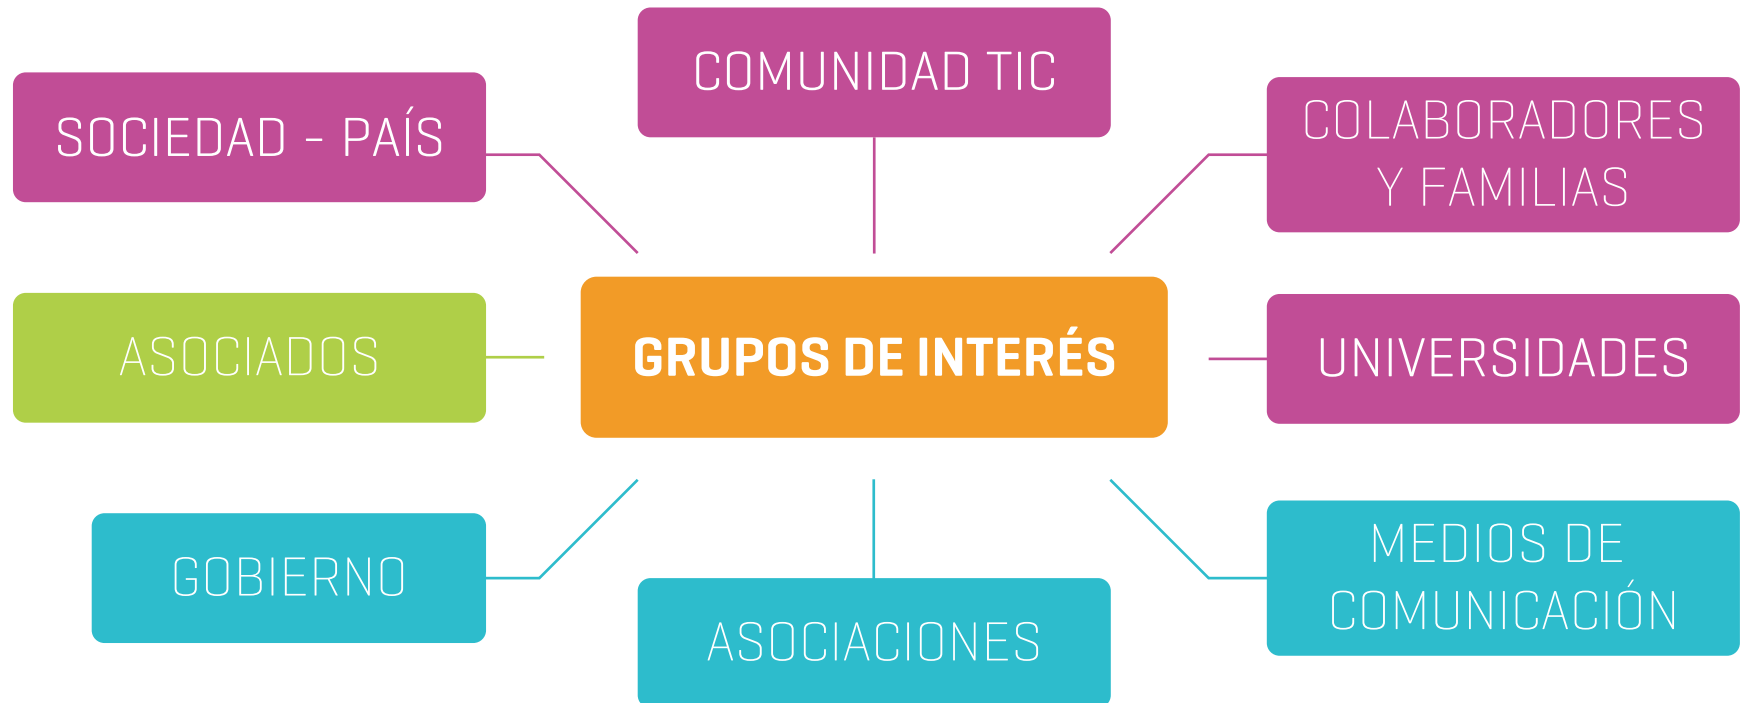 COMUNIDAD TIC
SOCIEDAD – PAÍS
COLABORADORES
Y FAMILIAS
ASOCIADOS
GRUPOS DE INTERÉS
UNIVERSIDADES
GOBIERNO
ASOCIACIONES
MEDIOS DE
COMUNICACIÓN